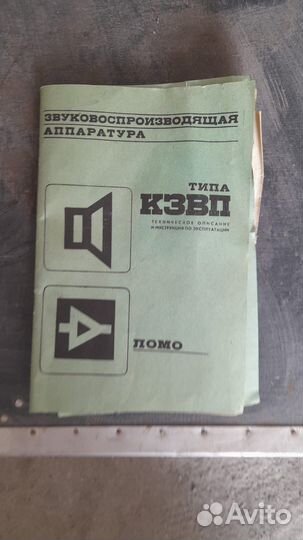 ЗВУКОВОСПРОИЗВОДЯЩАЯ
АППАРАТУРА
ТИПА
КЗВП
ТЕХНИЧЕСКОЕ ОПИСАНИЕ
И ИНСТРУКЦИЯ ПО ЭКСПЛУАТАЦИИ
ЛОМО
Avito